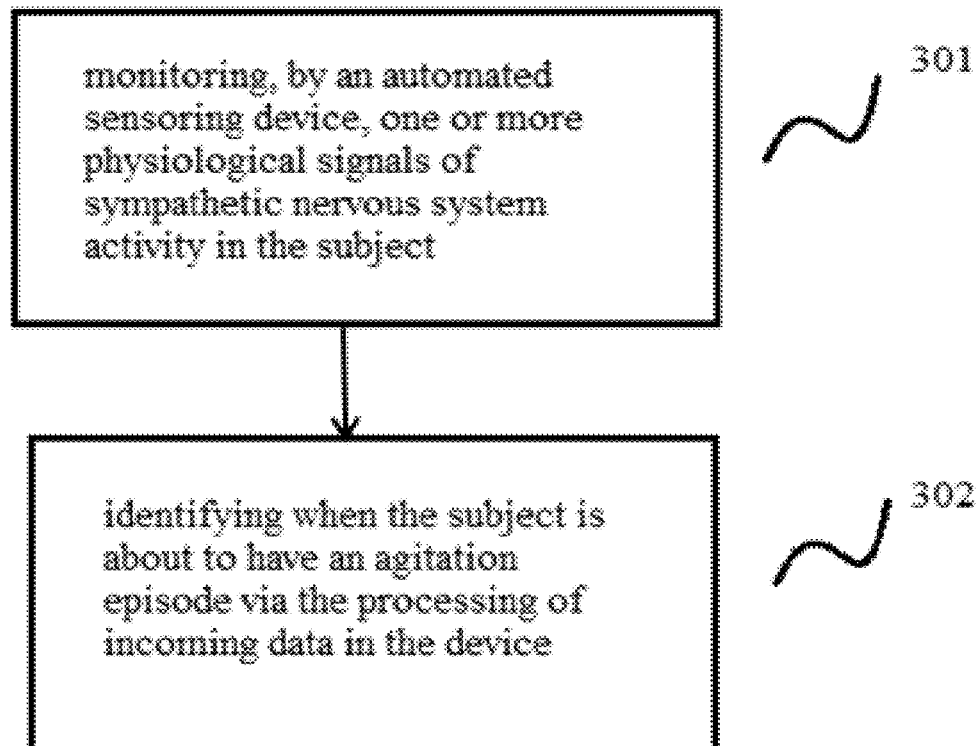 monitoring, by an automated
sensoring device, one or more
physiological signals of
sympathetic nervous system
activity in the subject
301
identifying when the subject is
about to have an agitation
episode via the processing of
incoming data in the device
302